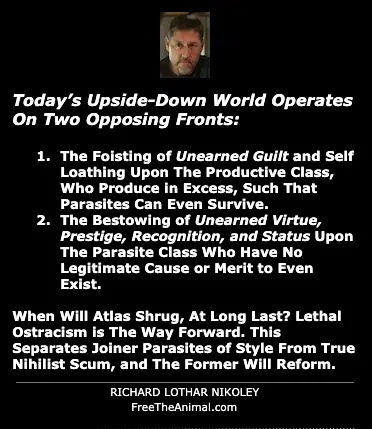 Today's Upside-Down World Operates
On Two Opposing Fronts:
1. The Foisting of Unearned Guilt and Self
Loathing Upon The Productive Class,
Who Produce in Excess, Such That
Parasites Can Even Survive.
2. The Bestowing of Unearned Virtue,
Prestige, Recognition, and Status Upon
The Parasite Class Who Have No
Legitimate Cause or Merit to Even
Exist.
When Will Atlas Shrug, At Long Last? Lethal
Ostracism is The Way Forward. This
Separates Joiner Parasites of Style From True
Nihilist Scum, and The Former Will Reform.
RICHARD LOTHAR NIKOLEY
FreeTheAnimal.com